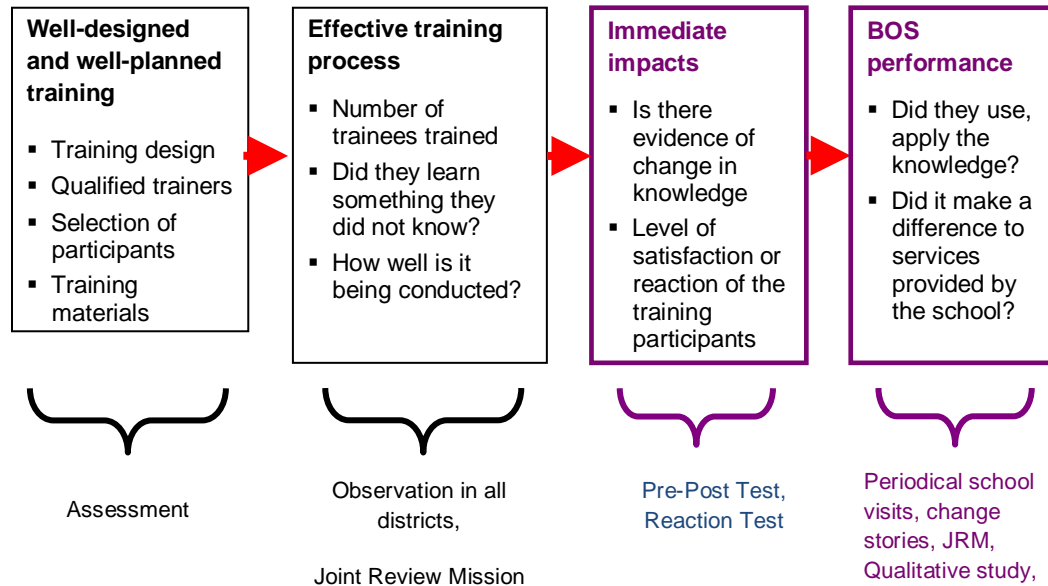 Well-designed
and well-planned
training
▪ Training design
▪ Qualified trainers
▪ Selection of
participants
▪ Training
materials
Effective training
process
▪ Number of
trainees trained
▪ Did they learn
something they
did not know?
▪ How well is it
being conducted?
Immediate
impacts
▪ Is there
evidence of
change in
knowledge
▪ Level of
satisfaction or
reaction of the
training
participants
BOS
performance
▪ Did they use,
apply the
knowledge?
▪ Did it make a
difference to
services
provided by
the school?
Assessment
Observation in all
districts,
Joint Review Mission
Pre-Post Test,
Reaction Test
Periodical school
visits, change
stories, JRM,
Qualitative study,